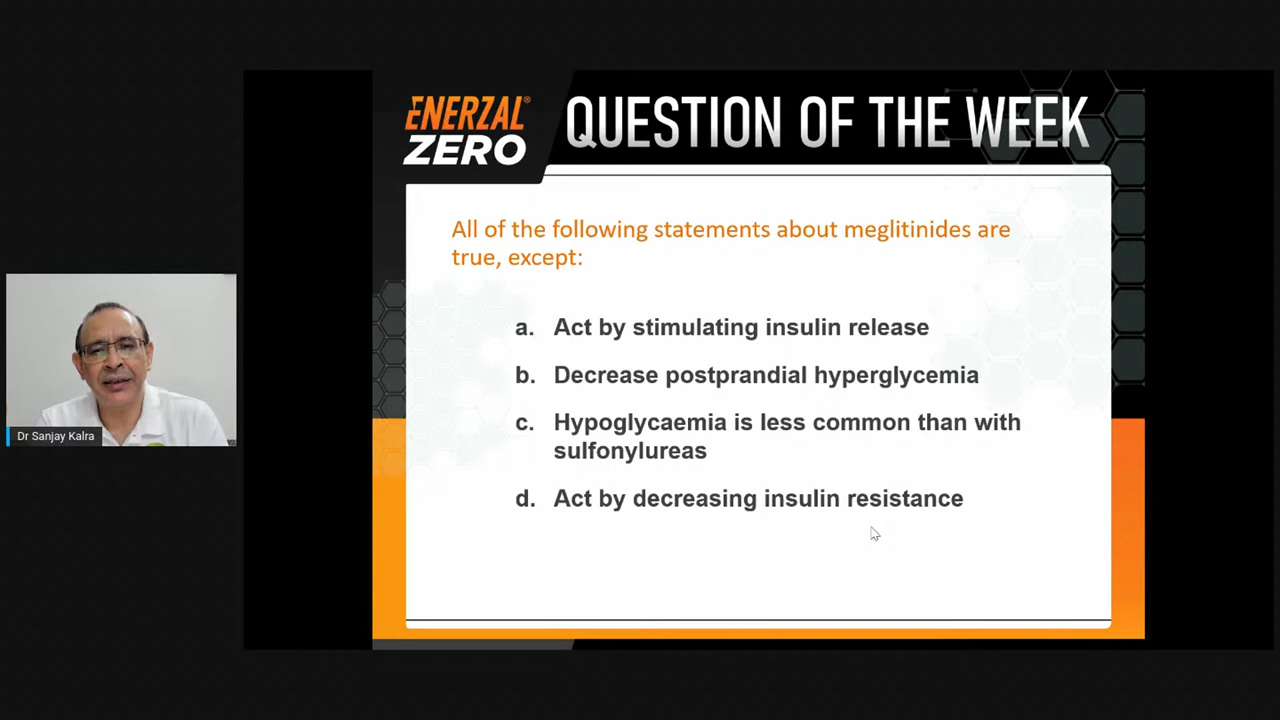 ENERZAL®
ZERO
QUESTION OF THE WEEK
All of the following statements about meglitinides are
true, except:
a. Act by stimulating insulin release
b. Decrease postprandial hyperglycemia
c. Hypoglycaemia is less common than with
sulfonylureas
d. Act by decreasing insulin resistance
Dr Sanjay Kalra